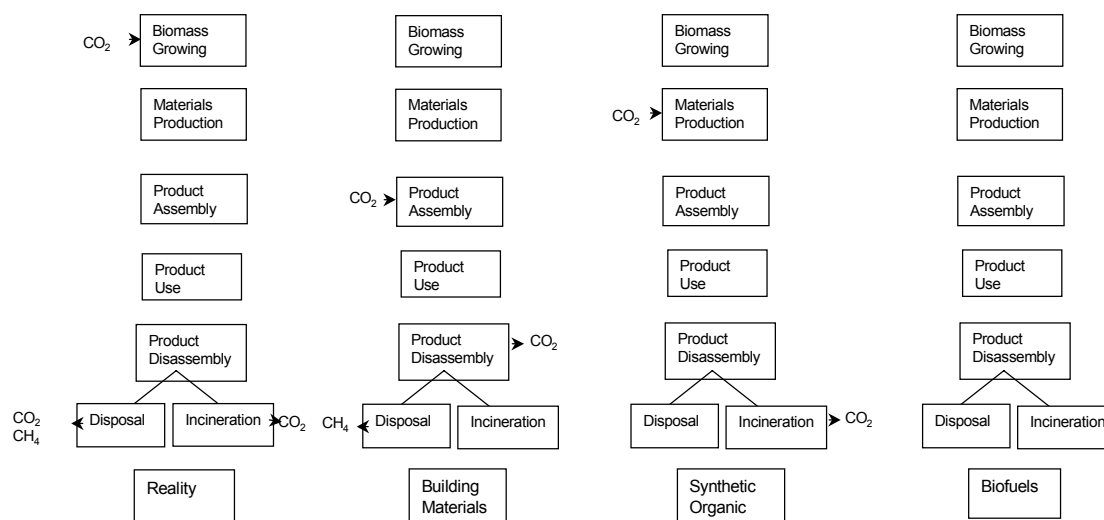 CO₂
Biomass
Growing
Materials
Production
Product
Assembly
Product
Use
Product
Disassembly
CO₂
CH₄
Disposal
Incineration
CO₂
Reality
Biomass
Growing
Materials
Production
CO₂
Product
Assembly
Product
Use
Product
Disassembly
CO₂
CH₄
Disposal
Incineration
Building
Materials
Biomass
Growing
CO₂
Materials
Production
Product
Assembly
Product
Use
Product
Disassembly
Disposal
Incineration
CO₂
Synthetic
Organic
Biomass
Growing
Materials
Production
Product
Assembly
Product
Use
Product
Disassembly
Disposal
Incineration
Biofuels